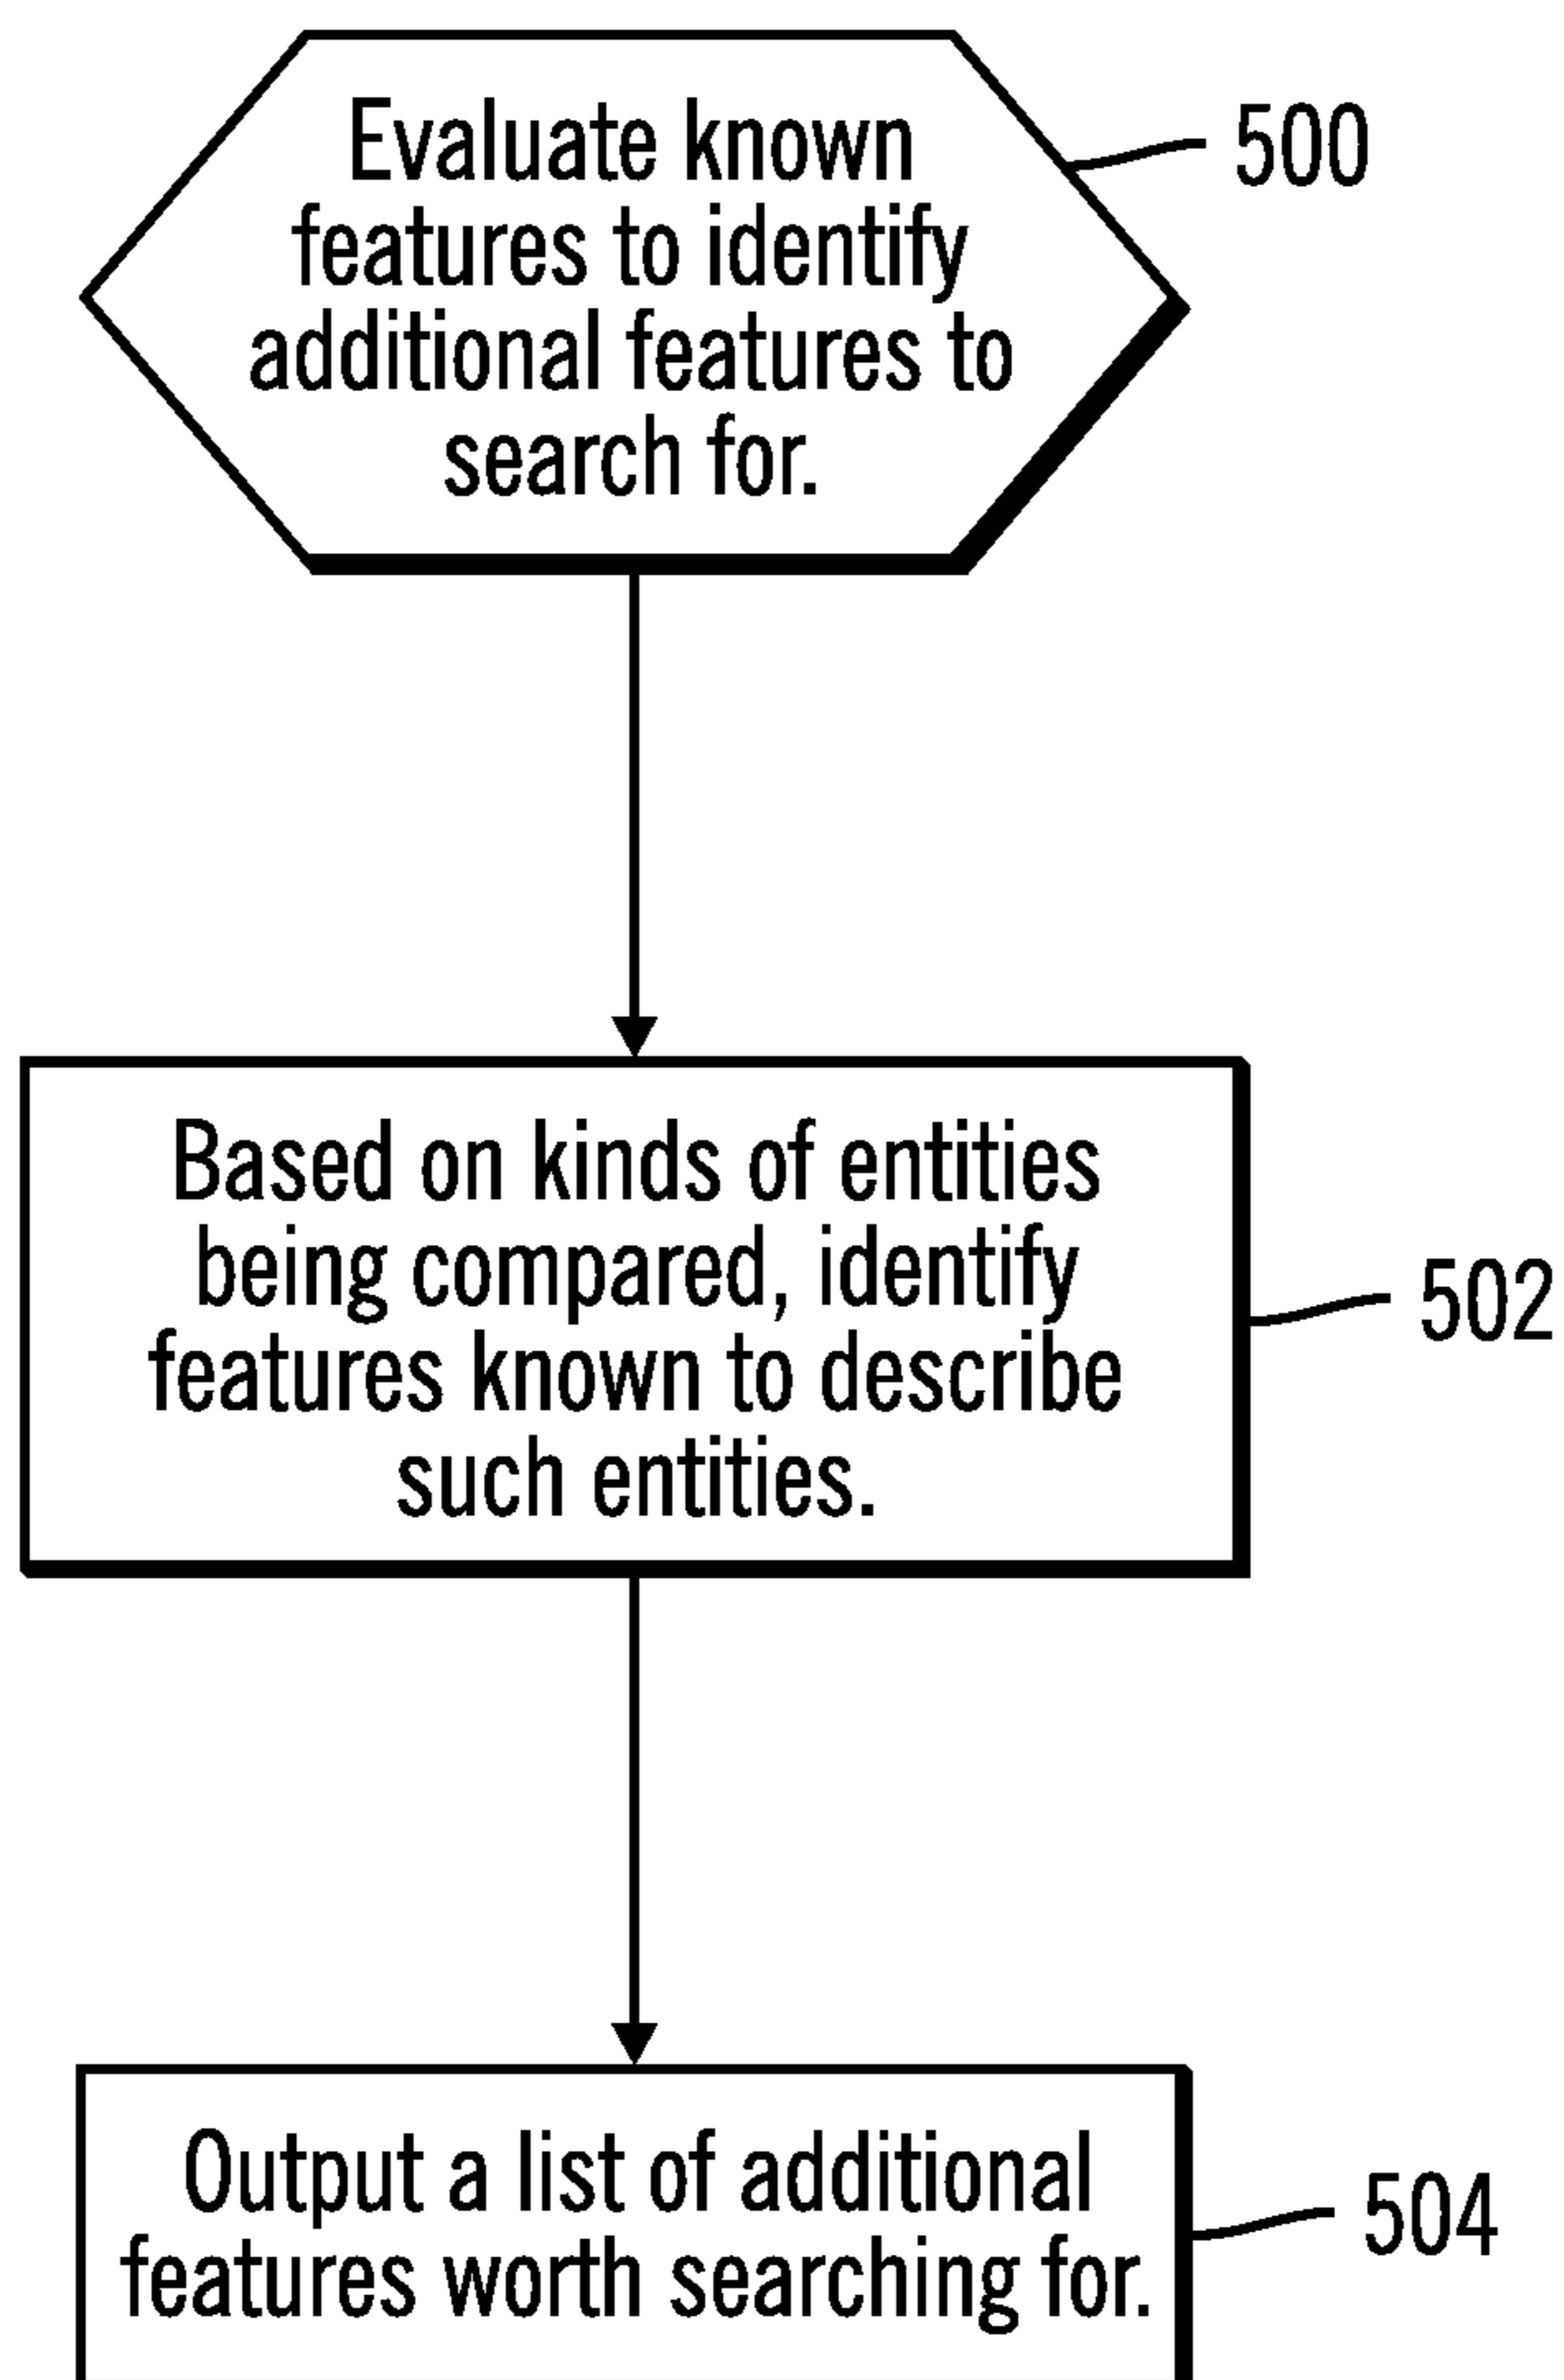 Evaluate known
features to identify
additional features to
search for.
500
Based on kinds of entities
being compared, identify
features known to describe
such entities.
502
Output a list of additional
features worth searching for.
504